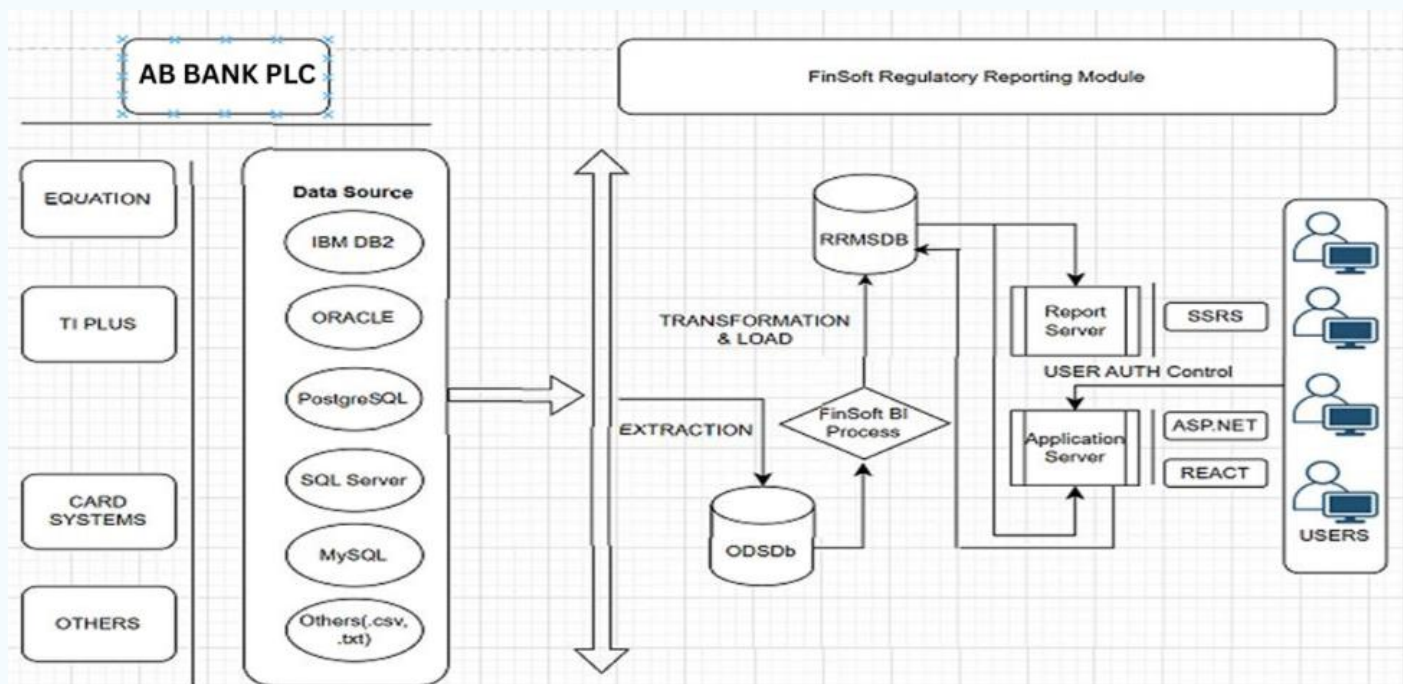 AB BANK PLC
FinSoft Regulatory Reporting Module
EQUATION
TI PLUS
CARD
SYSTEMS
OTHERS
Data Source
IBM DB2
ORACLE
PostgreSQL
SQL Server
MySQL
Others(.csv,
.txt)
EXTRACTION
ODSDb
FinSoft BI
Process
TRANSFORMATION
& LOAD
RRMSDB
Report
Server
SSRS
USER AUTH Control
Application
Server
ASP.NET
REACT
USERS